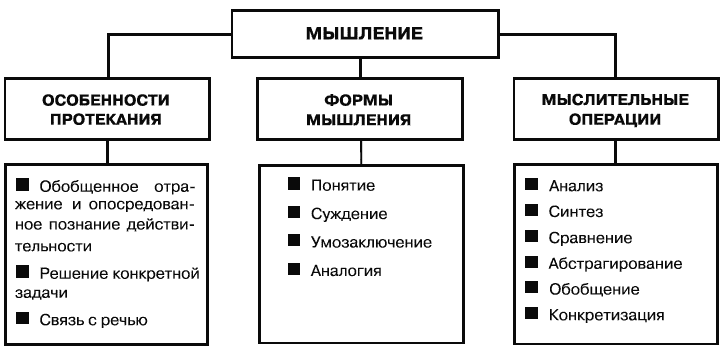 МЫШЛЕНИЕ
ОСОБЕННОСТИ
ПРОТЕКАНИЯ
ФОРМЫ
МЫШЛЕНИЯ
МЫСЛИТЕЛЬНЫЕ
ОПЕРАЦИИ
■ Обобщенное отра-
жение и опосредован-
ное познание действи-
тельности
■ Решение конкретной
задачи
■ Связь с речью
■ Понятие
■ Суждение
■ Умозаключение
■ Аналогия
■ Анализ
■ Синтез
■ Сравнение
■ Абстрагирование
■ Обобщение
■ Конкретизация